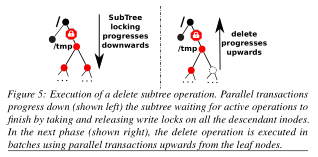 /
SubTree
locking
progresses
downwards
/tmp
... ...
/
delete
progresses
upwards
/tmp
... ...
Figure 5: Execution of a delete subtree operation. Parallel transactions
progress down (shown left) the subtree waiting for active operations to
finish by taking and releasing write locks on all the descendant inodes.
In the next phase (shown right), the delete operation is executed in
batches using parallel transactions upwards from the leaf nodes.